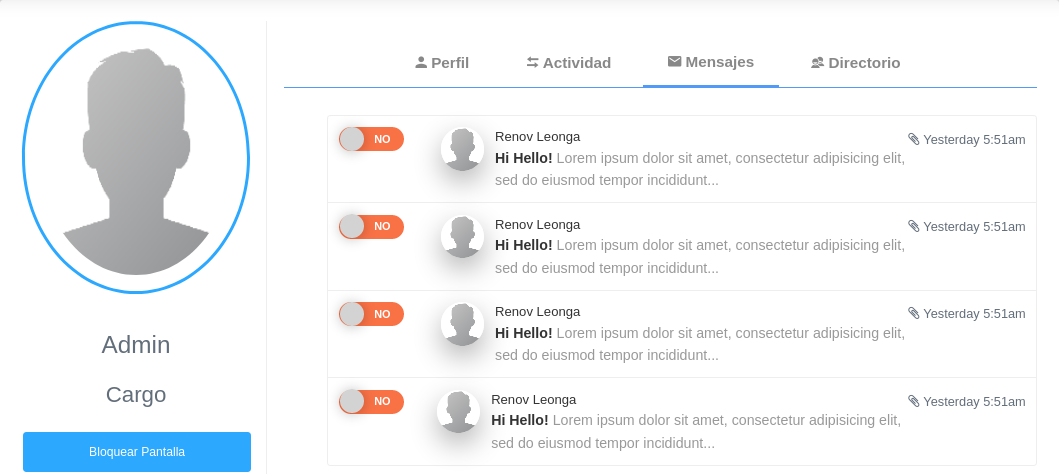 Perfil
Actividad
Mensajes
Directorio
NO
Renov Leonga
Yesterday 5:51am
Hi Hello! Lorem ipsum dolor sit amet, consectetur adipisicing elit,
sed do eiusmod tempor incididunt...
NO
Renov Leonga
Yesterday 5:51am
Hi Hello! Lorem ipsum dolor sit amet, consectetur adipisicing elit,
sed do eiusmod tempor incididunt...
NO
Renov Leonga
Yesterday 5:51am
Hi Hello! Lorem ipsum dolor sit amet, consectetur adipisicing elit,
sed do eiusmod tempor incididunt...
NO
Renov Leonga
Yesterday 5:51am
Hi Hello! Lorem ipsum dolor sit amet, consectetur adipisicing elit,
sed do eiusmod tempor incididunt...
Admin
Cargo
Bloquear Pantalla